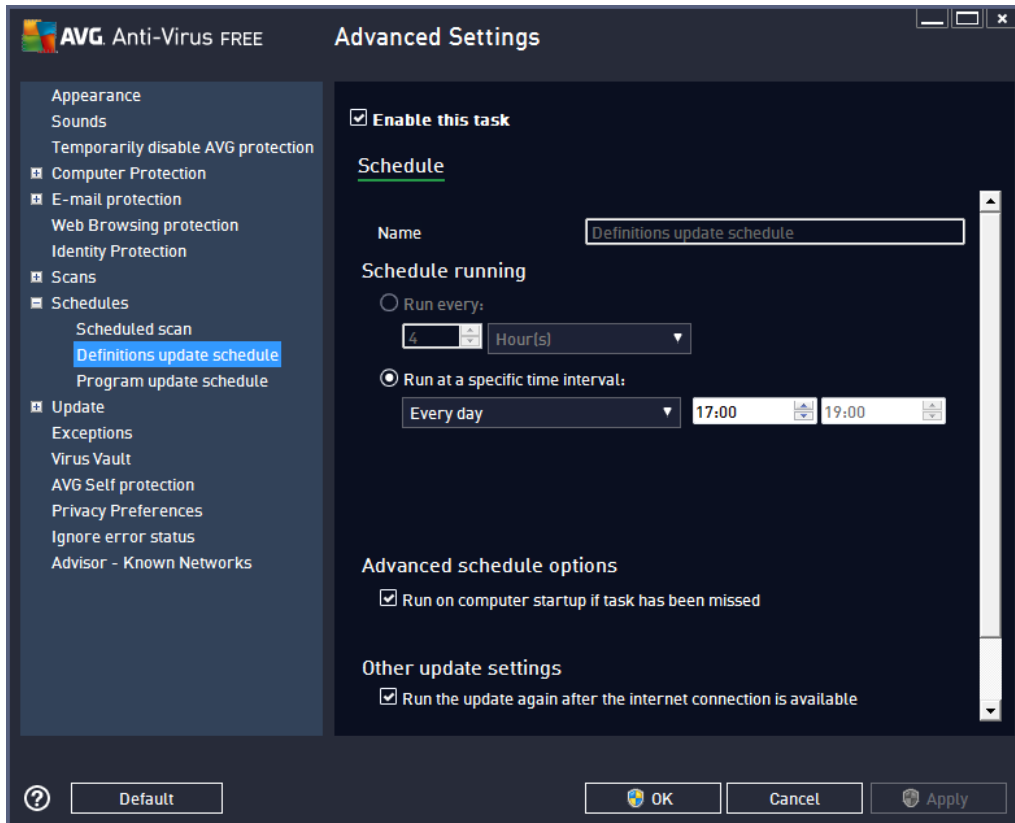 AVG. Anti-Virus FREE
Advanced Settings
Appearance
Sounds
Temporarily disable AVG protection
Computer Protection
E-mail protection
Web Browsing protection
Identity Protection
Scans
Schedules
Scheduled scan
Definitions update schedule
Program update schedule
Update
Exceptions
Virus Vault
AVG Self protection
Privacy Preferences
Ignore error status
Advisor - Known Networks
Enable this task
Schedule
Name Definitions update schedule
Schedule running
Run every:
4 Hour(s)
Run at a specific time interval:
Every day 17:00 19:00
Advanced schedule options
Run on computer startup if task has been missed
Other update settings
Run the update again after the internet connection is available
? Default OK Cancel Apply